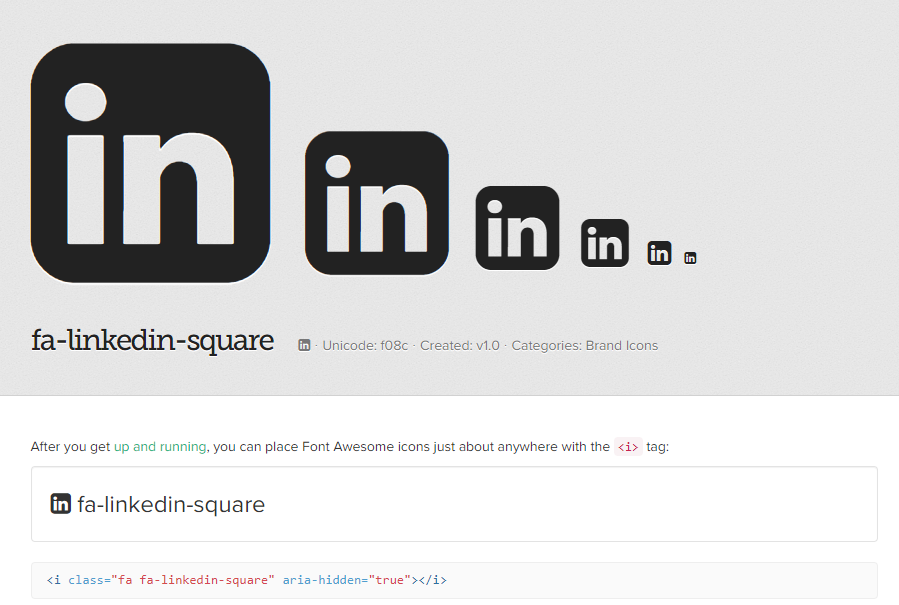 in in in in in in
fa-linkedin-square in · Unicode: f08c · Created: v1.0 · Categories: Brand Icons
After you get up and running, you can place Font Awesome icons just about anywhere with the <i> tag:
in fa-linkedin-square
<i class="fa fa-linkedin-square" aria-hidden="true"></i>